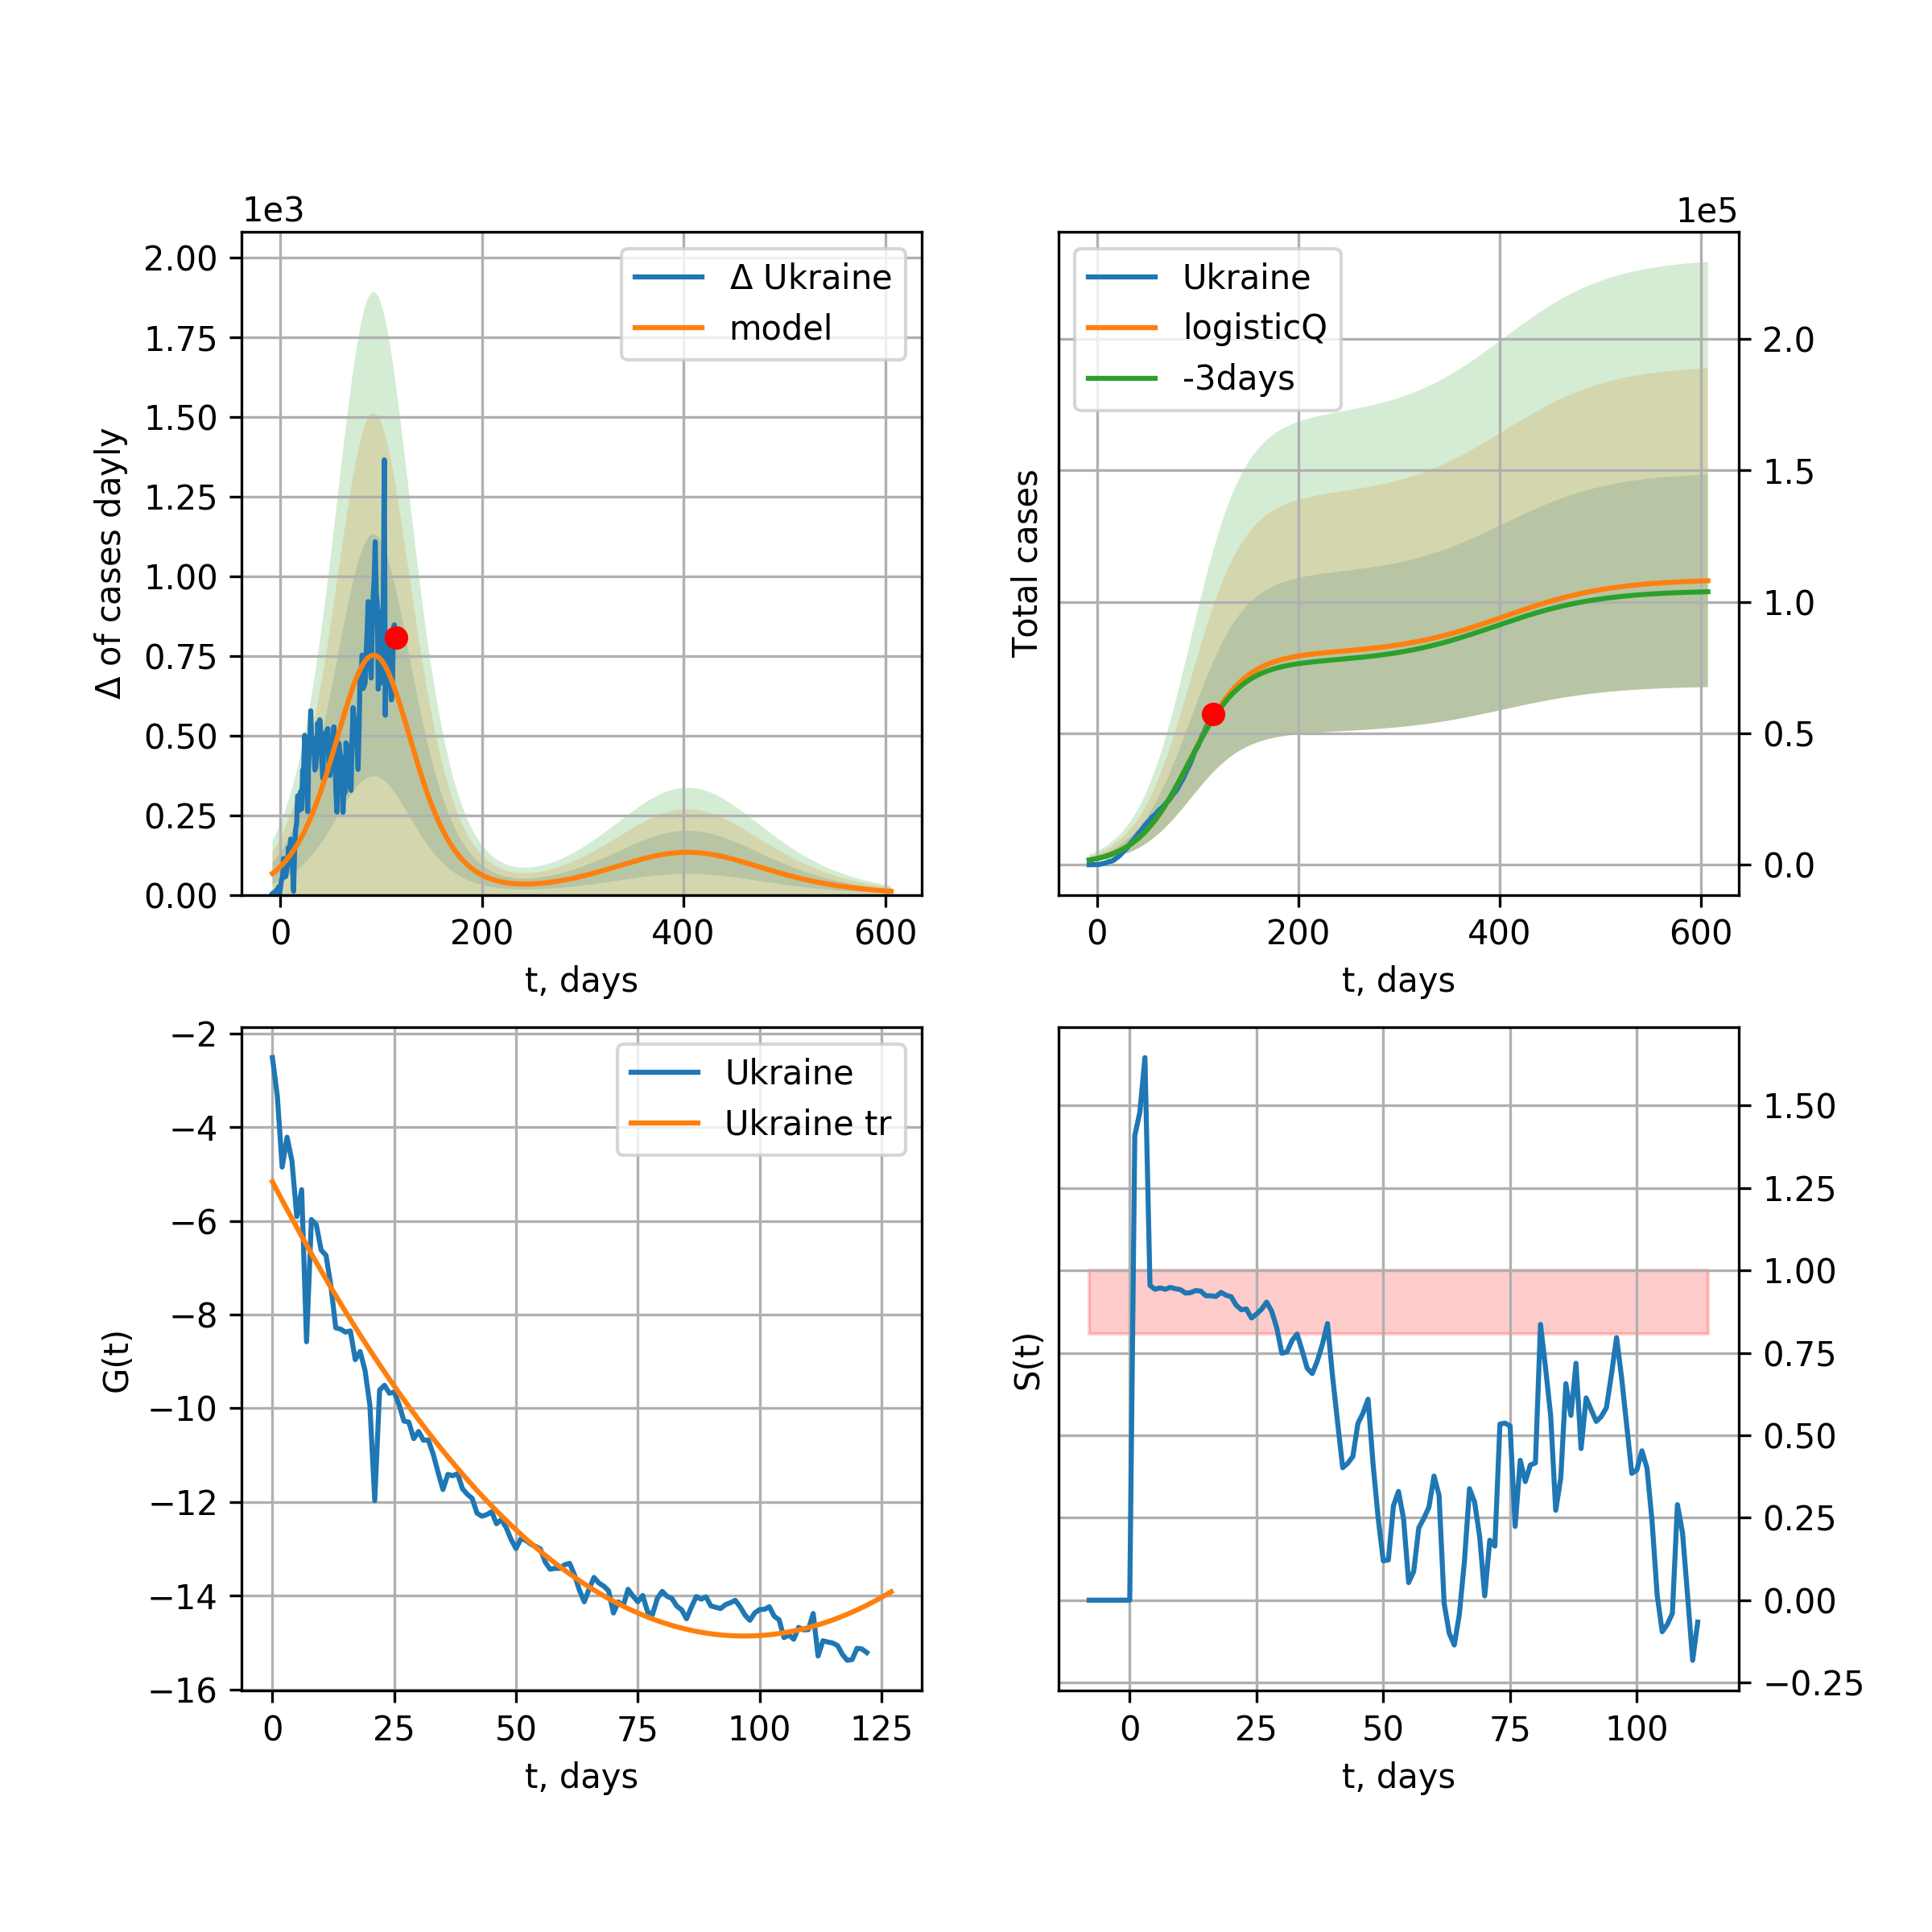 1e3
2.00
1.75
1.50
1.25
1.00
0.75
0.50
0.25
0.00
Δ of cases dayly
Δ Ukraine
model
0 200 400 600
t, days
1e5
Total cases
Ukraine
logisticQ
-3days
2.0
1.5
1.0
0.5
0.0
0 200 400 600
t, days
−2
−4
−6
−8
−10
−12
−14
−16
G(t)
Ukraine
Ukraine tr
0 25 50 75 100 125
t, days
S(t)
1.50
1.25
1.00
0.75
0.50
0.25
0.00
−0.25
0 25 50 75 100
t, days